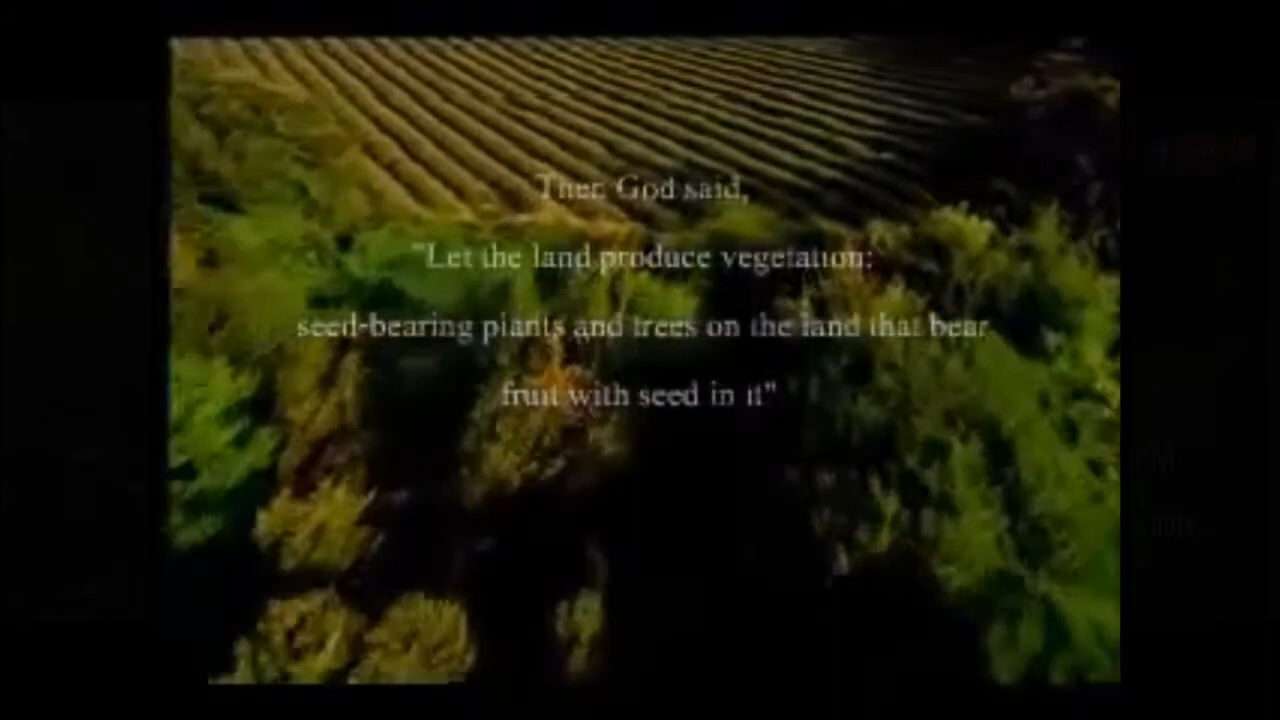 Then God said,
"Let the land produce vegetation:
seed-bearing plants and trees on the land that bear
fruit with seed in it"